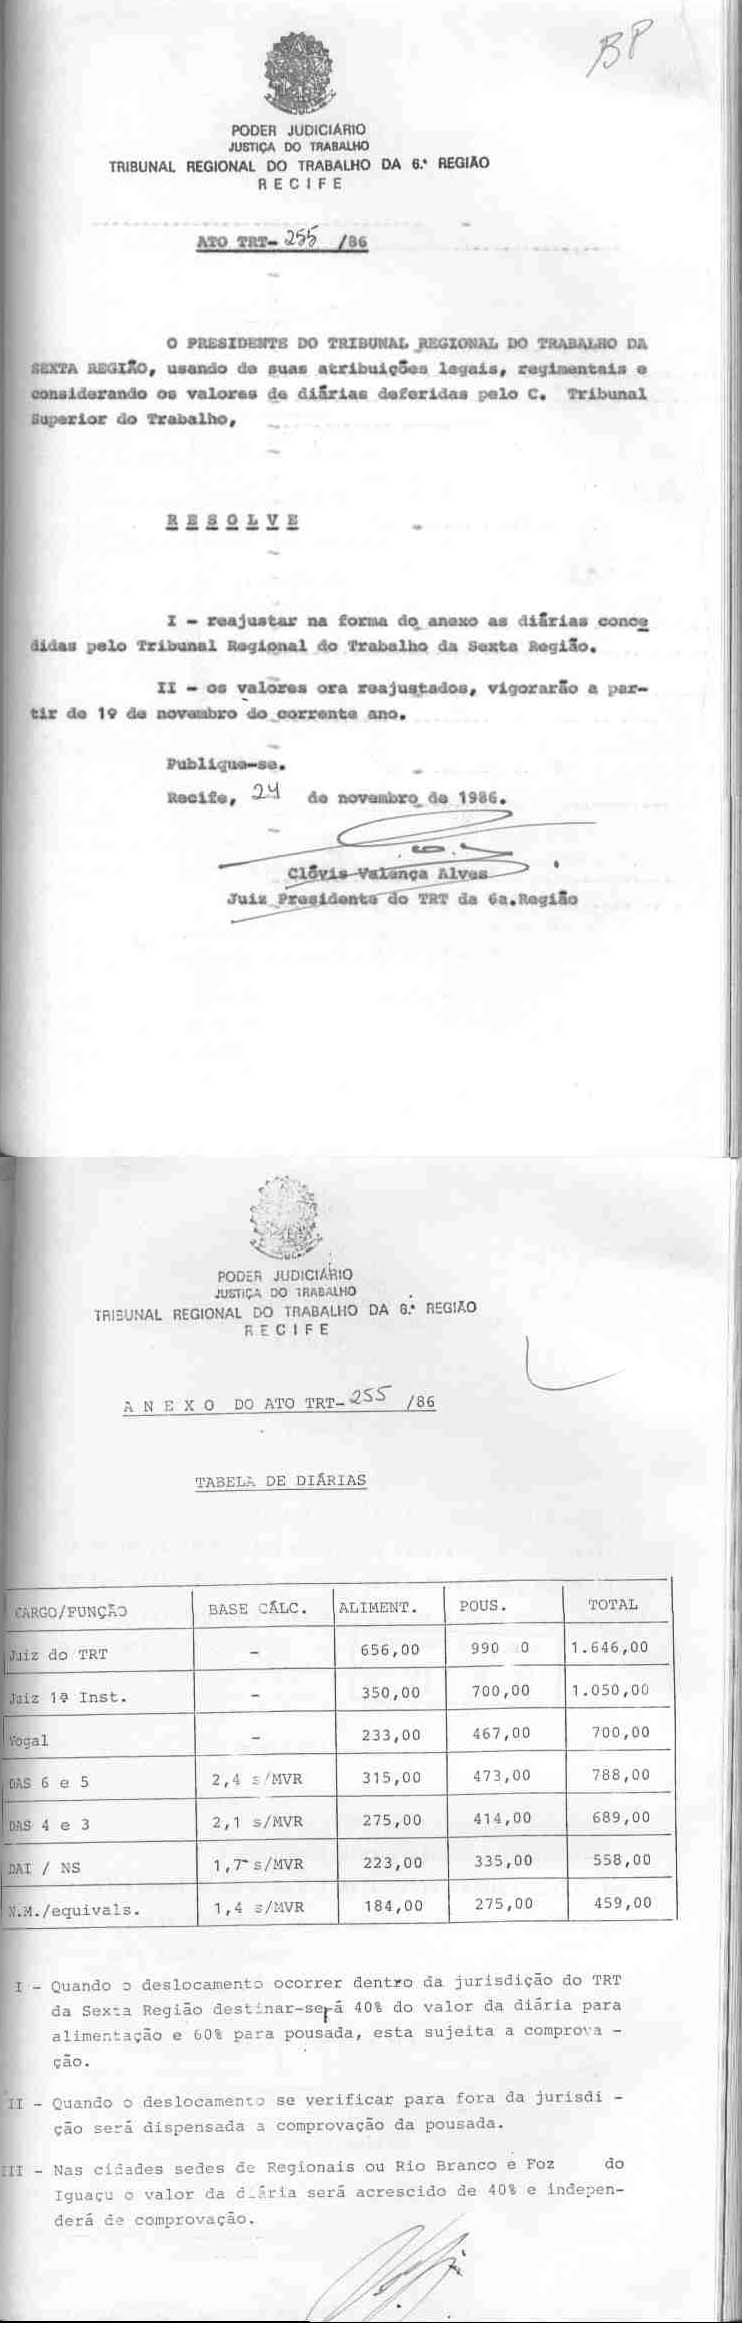 BP
PODER JUDICIÁRIO
JUSTIÇA DO TRABALHO
TRIBUNAL REGIONAL DO TRABALHO DA 6.ª REGIÃO
RECIFE
ATO TRT- 255 /86
O PRESIDENTE DO TRIBUNAL REGIONAL DO TRABALHO DA
SEXTA REGIÃO, usando de suas atribuições legais, regimentais e
considerando os valores de diárias deferidas pelo C. Tribunal
Superior do Trabalho,
R E S O L V E
I - reajustar na forma do anexo as diárias conce
didas pelo Tribunal Regional do Trabalho da Sexta Região.
II - os valores ora reajustados, vigorarão a par-
tir de 1º de novembro do corrente ano.
Publique-se.
Recife, 24 de novembro de 1986.
Clóvis Valença Alves
Juiz Presidente do TRT da 6a.Região
PODER JUDICIÁRIO
JUSTIÇA DO TRABALHO
TRIBUNAL REGIONAL DO TRABALHO DA 6.ª REGIÃO
RECIFE
A N E X O DO ATO TRT- 255 /86
TABELA DE DIÁRIAS
CARGO/FUNÇÃO BASE CÁLC. ALIMENT. POUS. TOTAL
Juiz do TRT - 656,00 990 0 1.646,00
Juiz 1ª Inst. - 350,00 700,00 1.050,00
Vogal - 233,00 467,00 700,00
DAS 6 e 5 2,4 s/MVR 315,00 473,00 788,00
DAS 4 e 3 2,1 s/MVR 275,00 414,00 689,00
DAI / NS 1,7 s/MVR 223,00 335,00 558,00
N.M./equivals. 1,4 s/MVR 184,00 275,00 459,00
I - Quando o deslocamento ocorrer dentro da jurisdição do TRT
da Sexta Região destinar-se-á 40% do valor da diária para
alimentação e 60% para pousada, esta sujeita a comprova -
ção.
II - Quando o deslocamento se verificar para fora da jurisdi -
ção será dispensada a comprovação da pousada.
III - Nas cidades sedes de Regionais ou Rio Branco e Foz do
Iguaçu o valor da diária será acrescido de 40% e indepen-
derá de comprovação.